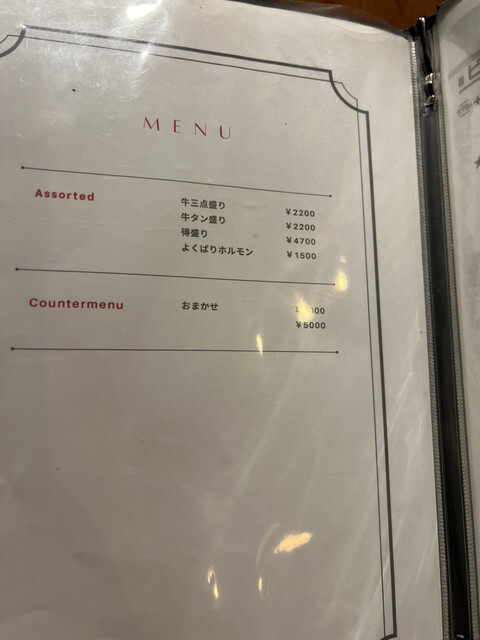 MENU
Assorted
牛三点盛り ¥2200
牛タン盛り ¥2200
得盛り ¥4700
よくばりホルモン ¥1500
Countermenu
おまかせ
¥5000